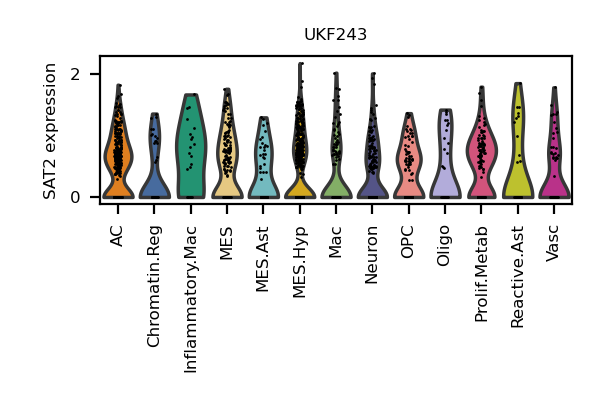 UKF243
SAT2 expression
2
0
AC
Chromatin.Reg
Inflammatory.Mac
MES
MES.Ast
MES.Hyp
Mac
Neuron
OPC
Oligo
Prolif.Metab
Reactive.Ast
Vasc